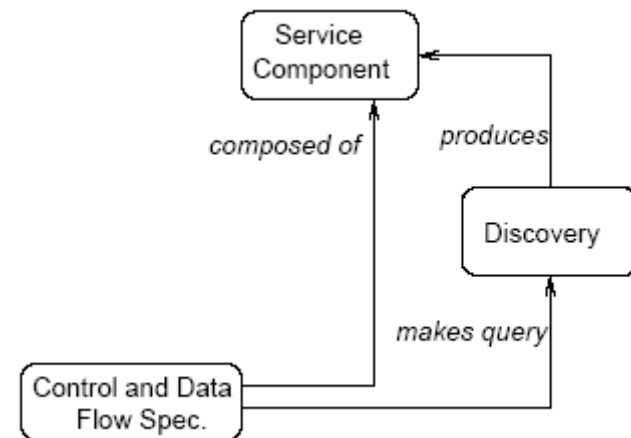 Service
Component
composed of
produces
Discovery
makes query
Control and Data
Flow Spec.